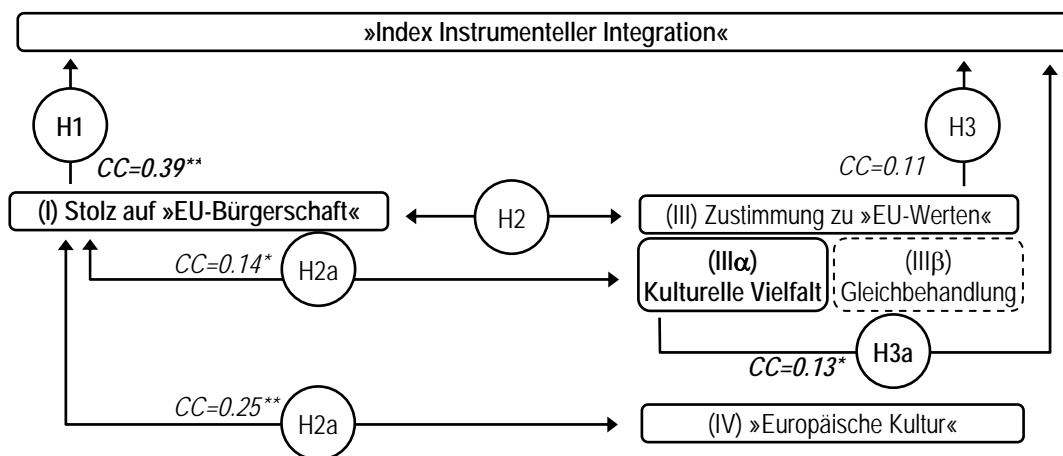 »Index Instrumenteller Integration«
H1
H3
CC=0.39**
CC=0.11
(I) Stolz auf »EU-Bürgerschaft«
H2
(III) Zustimmung zu »EU-Werten«
CC=0.14*
H2a
(IIIα)
Kulturelle Vielfalt
(IIIβ)
Gleichbehandlung
CC=0.13*
H3a
CC=0.25**
H2a
(IV) »Europäische Kultur«